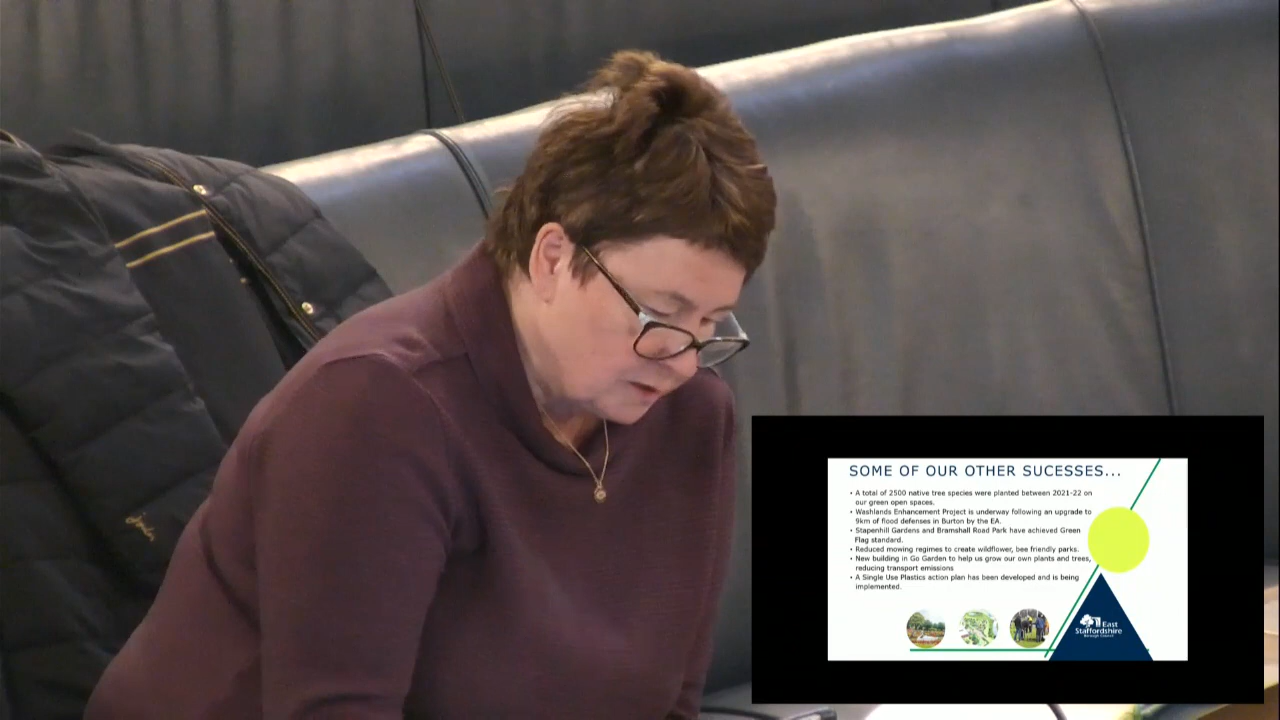 SOME OF OUR OTHER SUCESSES...
• A total of 2500 native tree species were planted between 2021-22 on
our green open spaces.
• Washlands Enhancement Project is underway following an upgrade to
9km of flood defenses in Burton by the EA.
• Stapenhill Gardens and Bramshall Road Park have achieved Green
Flag standard.
• Reduced mowing regimes to create wildflower, bee friendly parks.
• New building in Go Garden to help us grow our own plants and trees,
reducing transport emissions
• A Single Use Plastics action plan has been developed and is being
implemented.
East
Staffordshire
Borough Council